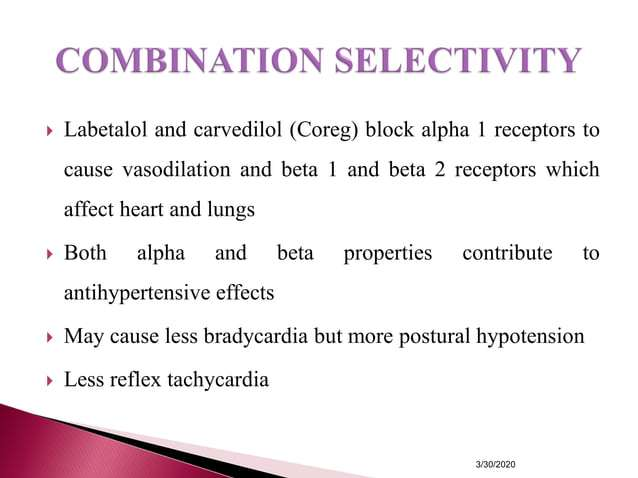 COMBINATION SELECTIVITY
Labetalol and carvedilol (Coreg) block alpha 1 receptors to
cause vasodilation and beta 1 and beta 2 receptors which
affect heart and lungs
Both alpha and beta properties contribute to
antihypertensive effects
May cause less bradycardia but more postural hypotension
Less reflex tachycardia
3/30/2020